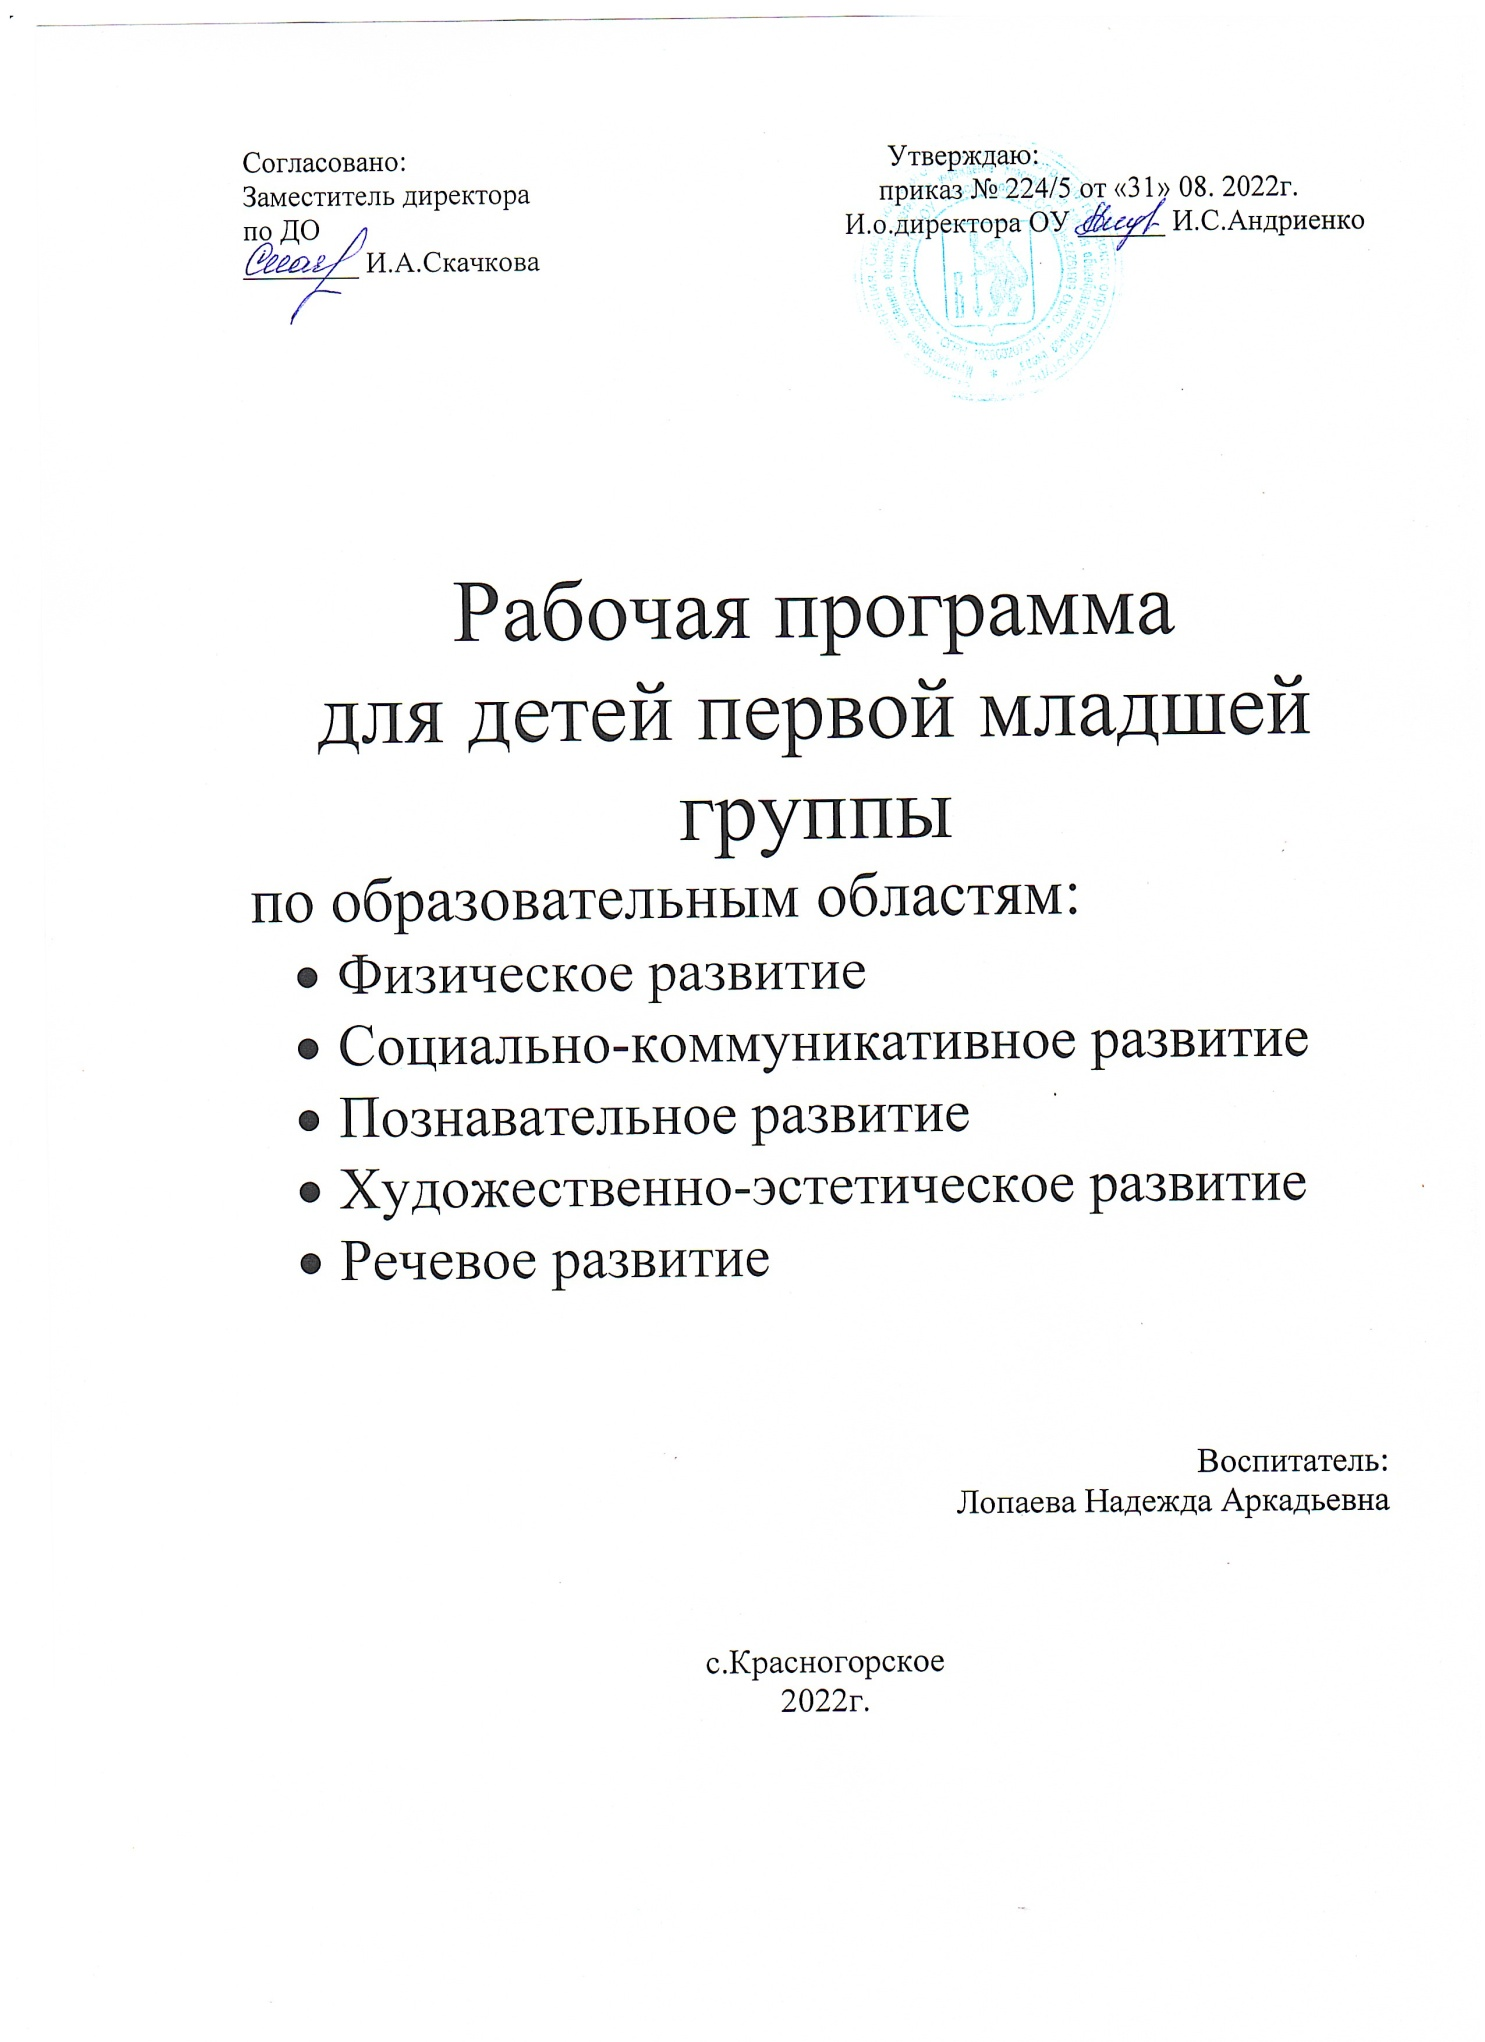 Согласовано:
Заместитель директора
по ДО
И.А.Скачкова
Утверждаю:
приказ № 224/5 от «31» 08. 2022г.
И.о.директора ОУ И.С.Андриенко
Рабочая программа
для детей первой младшей
группы
по образовательным областям:
• Физическое развитие
• Социально-коммуникативное развитие
• Познавательное развитие
• Художественно-эстетическое развитие
• Речевое развитие
Воспитатель:
Лопаева Надежда Аркадьевна
с.Красногорское
2022г.